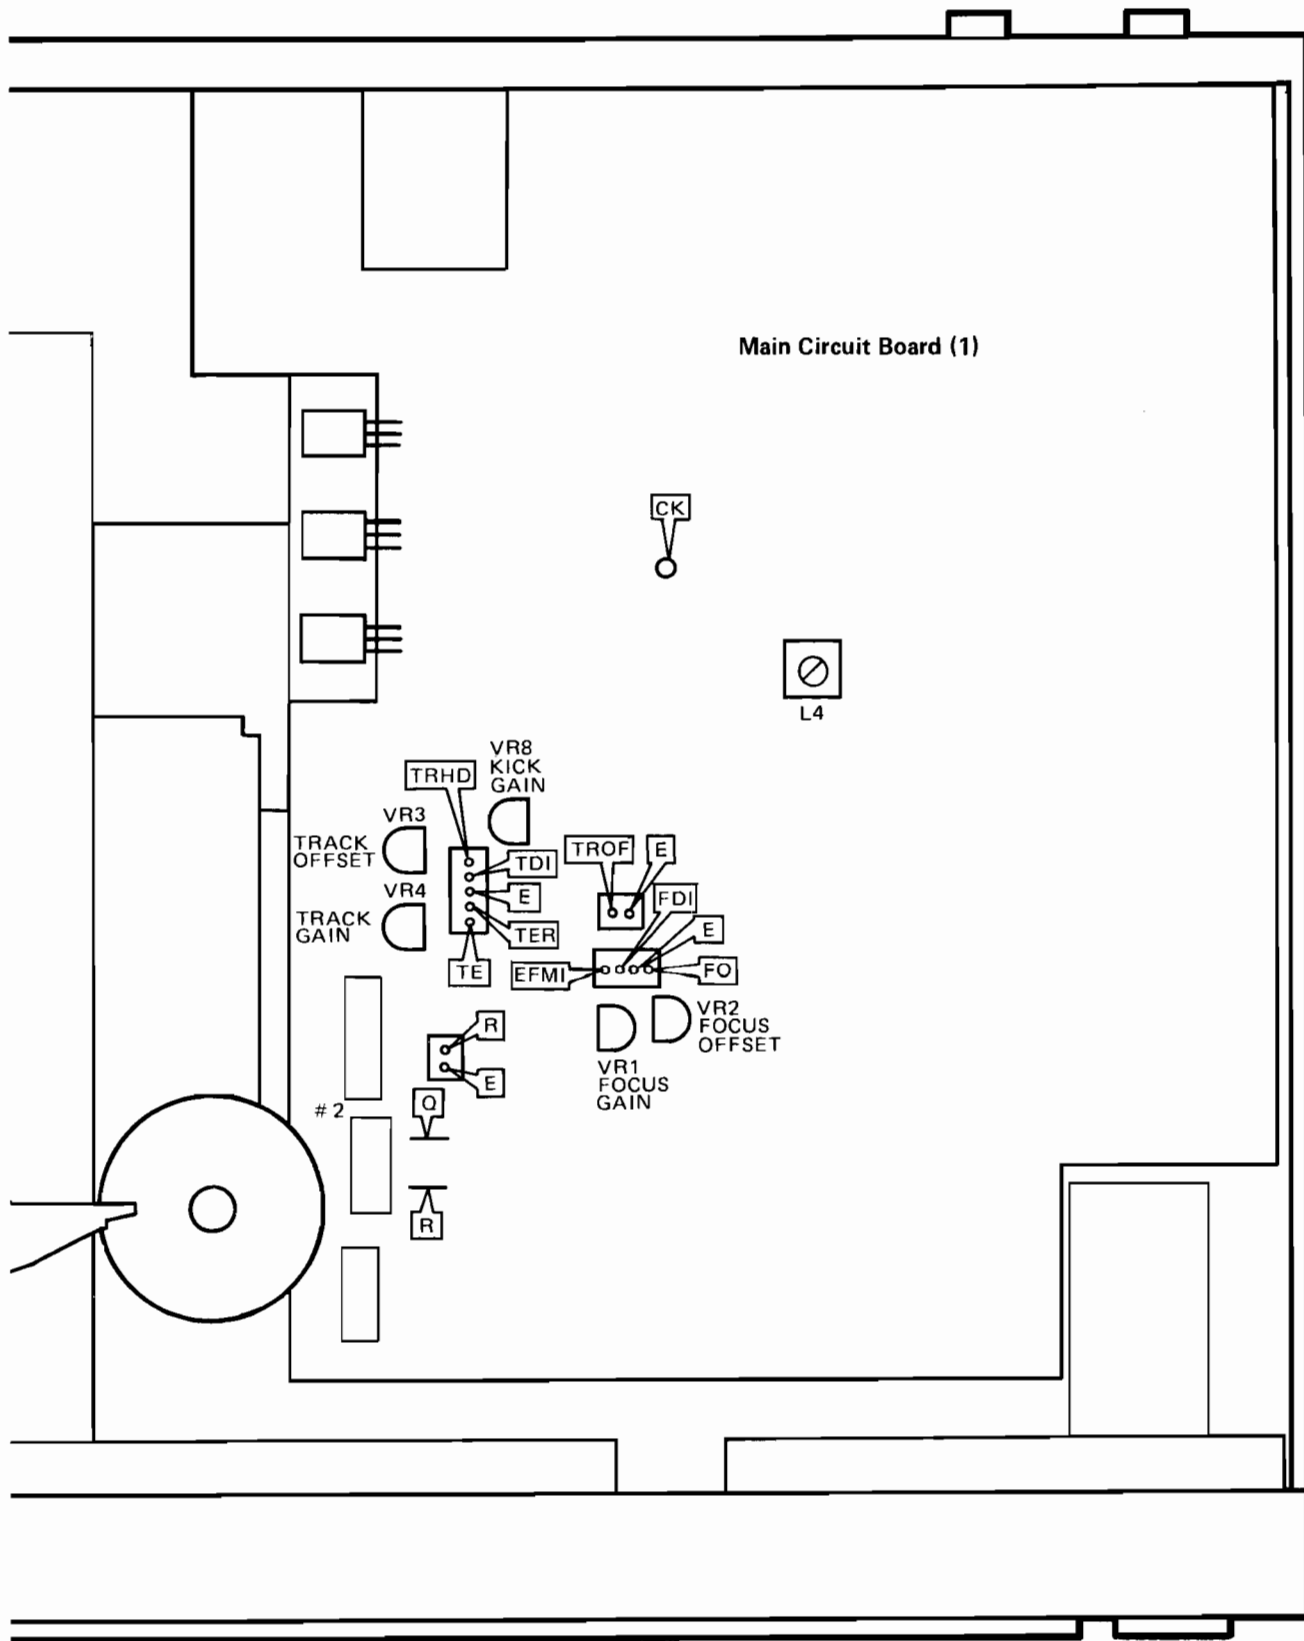 Main Circuit Board (1)
CK
L4
VR8
KICK
GAIN
TRHD
VR3
TRACK
OFFSET
TDI
TROF
E
E
FDI
VR4
TRACK
GAIN
TER
E
TE
EFMI
FO
VR2
FOCUS
OFFSET
R
VR1
FOCUS
GAIN
E
#2
Q
R